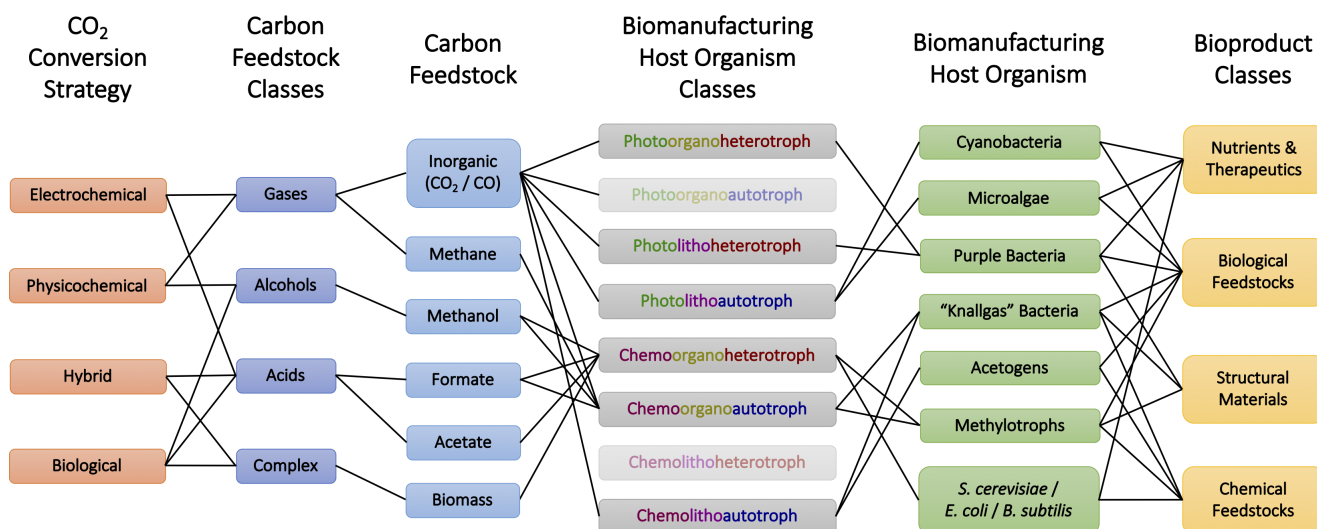 CO₂
Conversion
Strategy
Carbon
Feedstock
Classes
Carbon
Feedstock
Biomanufacturing
Host Organism
Classes
Biomanufacturing
Host Organism
Bioproduct
Classes
Electrochemical
Physicochemical
Hybrid
Biological
Gases
Alcohols
Acids
Complex
Inorganic
(CO₂ / CO)
Methane
Methanol
Formate
Acetate
Biomass
Photoorganoheterotroph
Photoorganoautotroph
Photolithoheterotroph
Photolithoautotroph
Chemoorganoheterotroph
Chemoorganoautotroph
Chemolithoheterotroph
Chemolithoautotroph
Cyanobacteria
Microalgae
Purple Bacteria
“Knallgas” Bacteria
Acetogens
Methylotrophs
S. cerevisiae /
E. coli / B. subtilis
Nutrients &
Therapeutics
Biological
Feedstocks
Structural
Materials
Chemical
Feedstocks